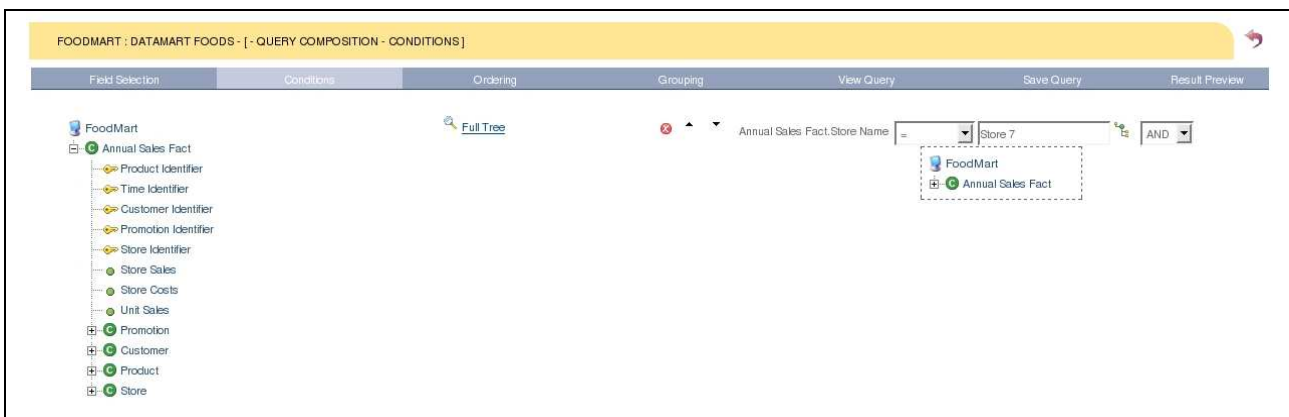 FOODMART : DATAMART FOODS - [ - QUERY COMPOSITION - CONDITIONS ]
Field Selection Conditions Ordering Grouping View Query Save Query Result Preview
FoodMart
Full Tree
Annual Sales Fact.Store Name = Store 7 AND
Annual Sales Fact
Product Identifier
Time Identifier
Customer Identifier
Promotion Identifier
Store Identifier
Store Sales
Store Costs
Unit Sales
Promotion
Customer
Product
Store
FoodMart
Annual Sales Fact